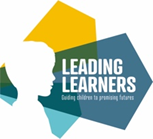 LEADING
LEARNERS
Guiding children to promising futures